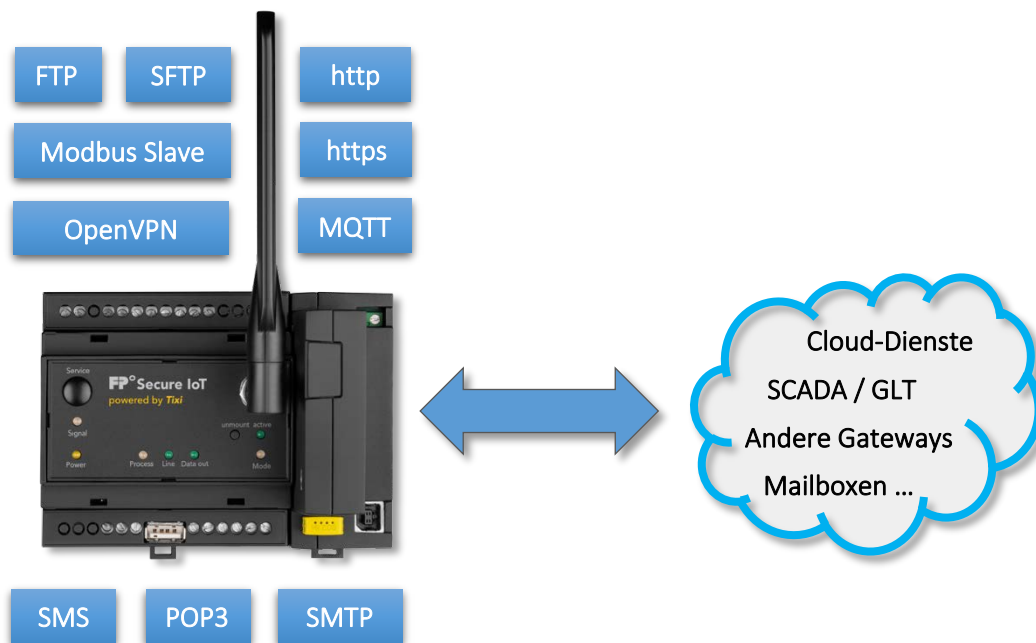 FTP SFTP http
Modbus Slave https
OpenVPN MQTT
Service
FP Secure IoT
powered by Tixi
Signal
unmount active
Power Process Line Data out Mode
Cloud-Dienste
SCADA / GLT
Andere Gateways
Mailboxen ...
SMS POP3 SMTP